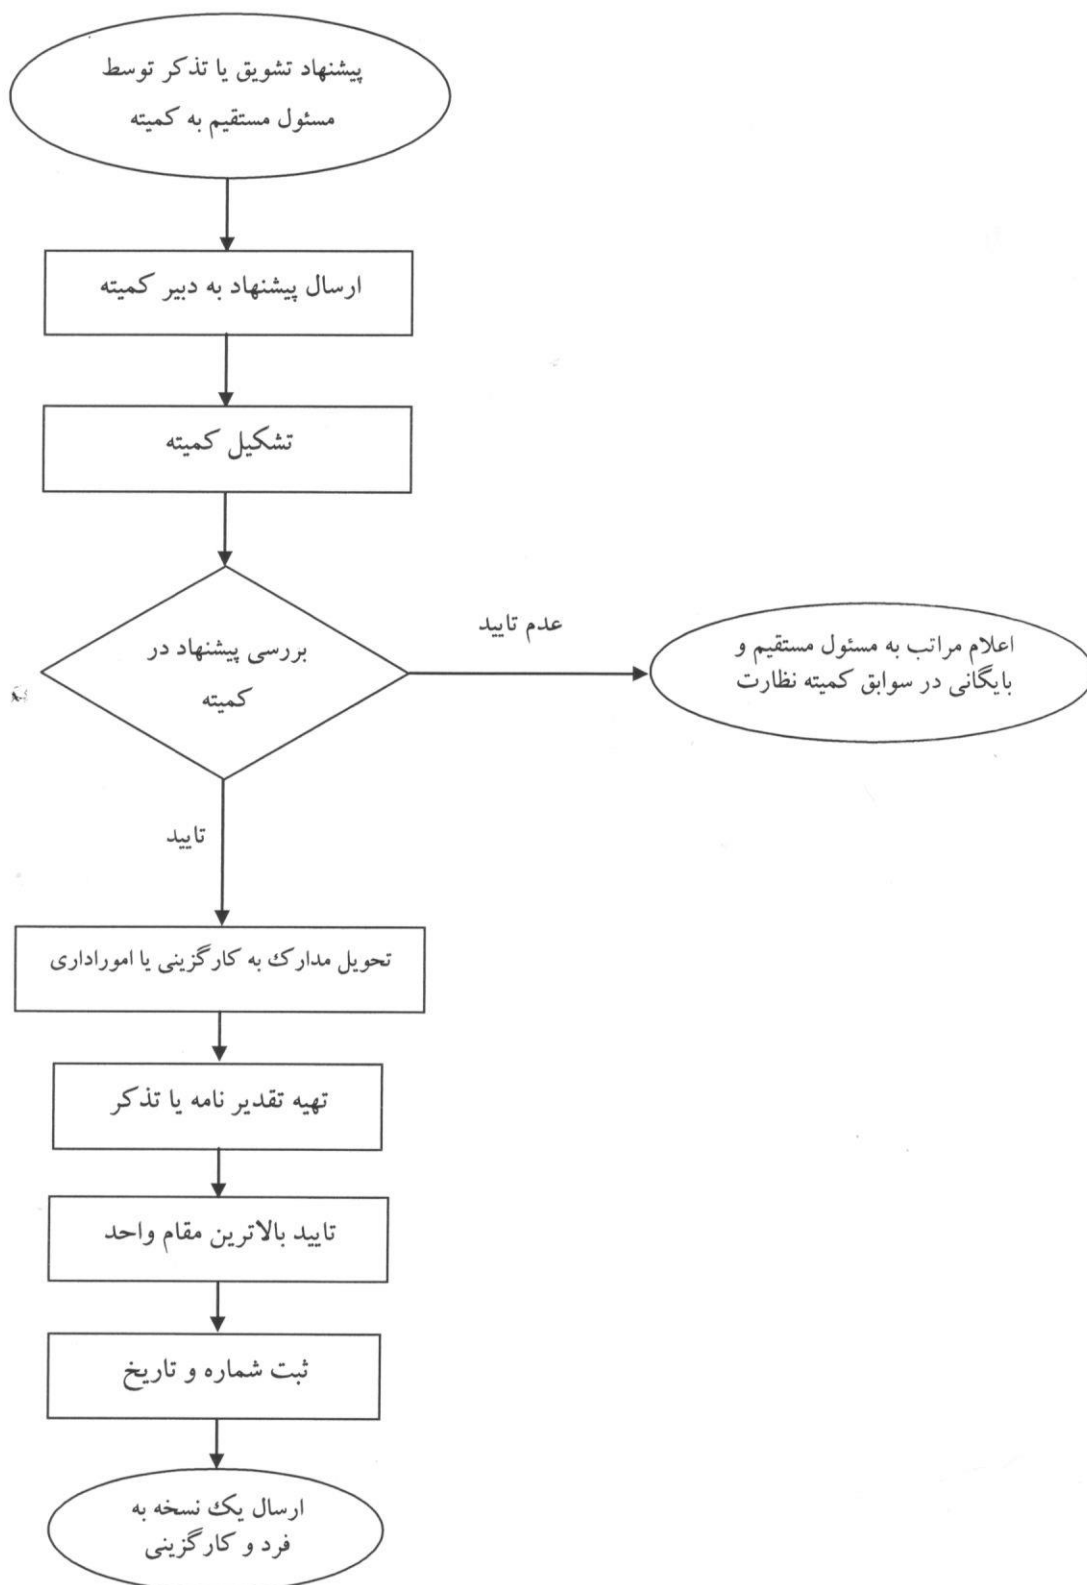 پیشنهاد تشویق یا تذکر توسط
مسئول مستقیم به کمیته
ارسال پیشنهاد به دبیر کمیته
تشکیل کمیته
بررسی پیشنهاد در
کمیته
عدم تایید
اعلام مراتب به مسئول مستقیم و
بایگانی در سوابق کمیته نظارت
تایید
تحویل مدارک به کارگزینی یا اموراداری
تهیه تقدیر نامه یا تذکر
تایید بالاترین مقام واحد
ثبت شماره و تاریخ
ارسال یک نسخه به
فرد و کارگزینی